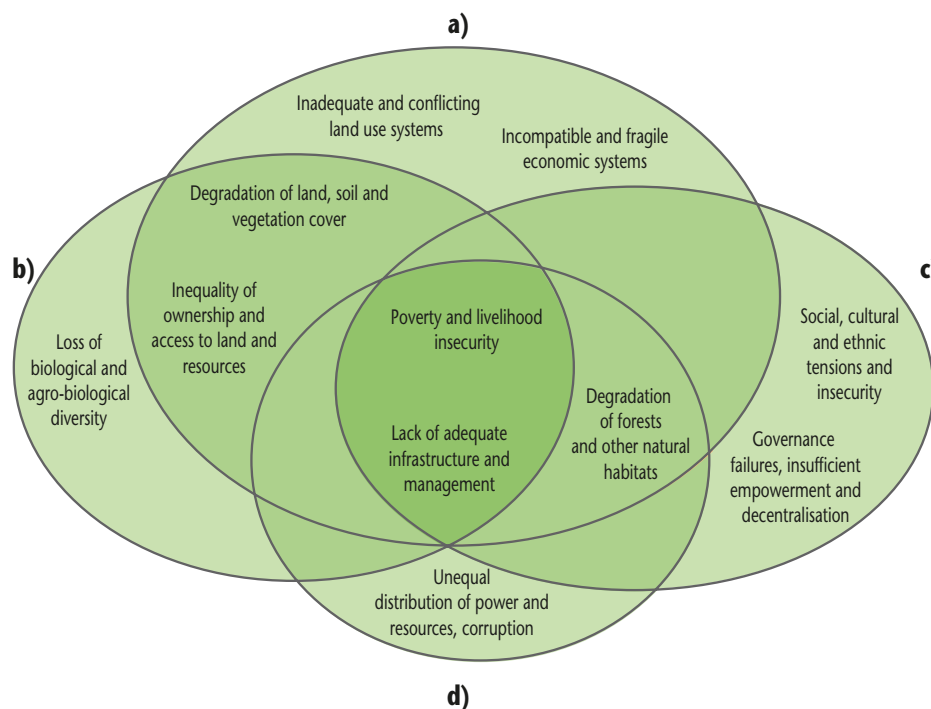 a)
Inadequate and conflicting
land use systems
Incompatible and fragile
economic systems
Degradation of land, soil and
vegetation cover
b)
c)
Inequality of
ownership and
access to land and
resources
Poverty and livelihood
insecurity
Social, cultural
and ethnic
tensions and
insecurity
Loss of
biological and
agro-biological
diversity
Degradation
of forests
and other natural
habitats
Lack of adequate
infrastructure and
management
Governance
failures, insufficient
empowerment and
decentralisation
Unequal
distribution of power and
resources, corruption
d)